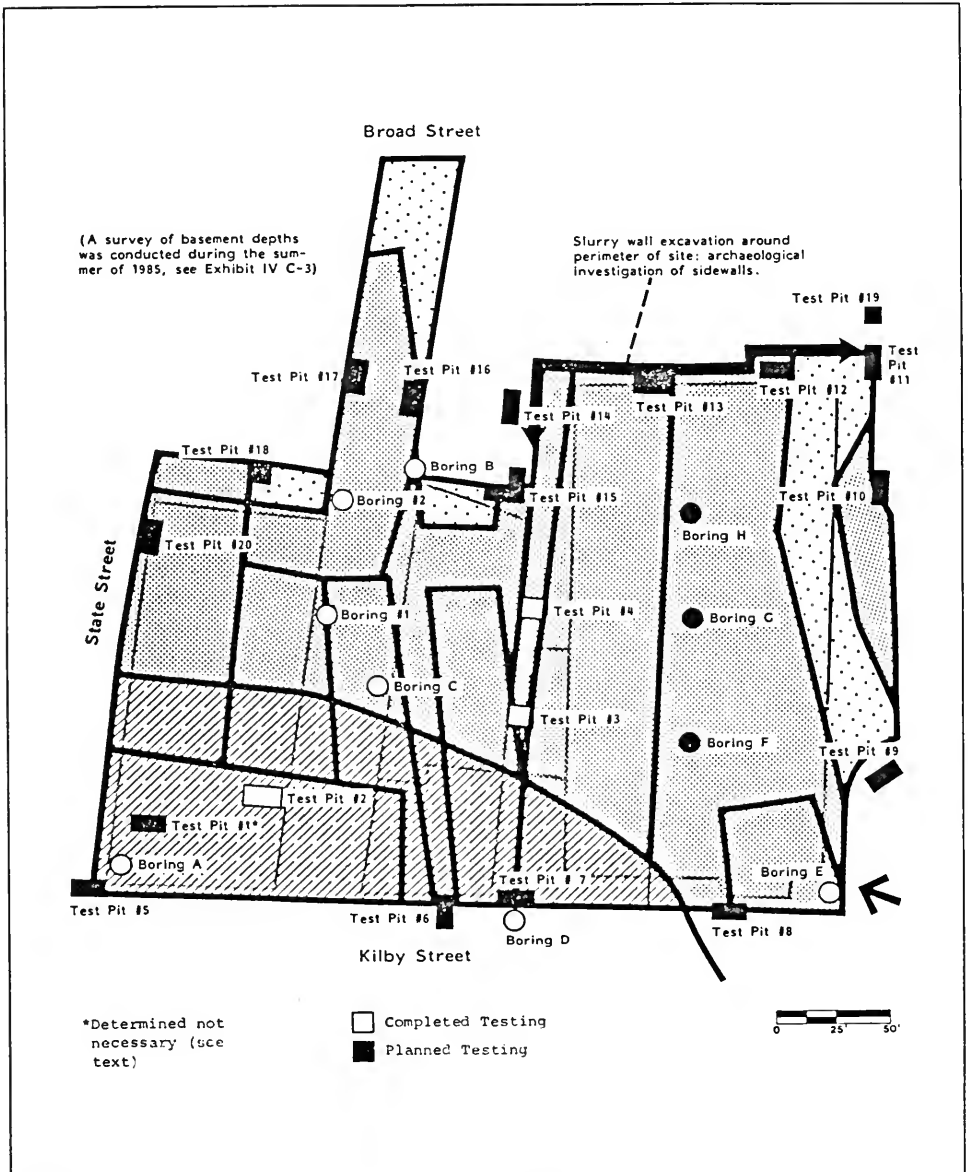 Broad Street
(A survey of basement depths
was conducted during the sum-
mer of 1985, see Exhibit IV C-3)
Slurry wall excavation around
perimeter of site: archaeological
investigation of sidewalls.
Test Pit #19
Test
Pit
#11
Test Pit #17
Test Pit #16
Test Pit #12
Test Pit #13
Test Pit #14
Test Pit #18
Boring B
Boring #2
Test Pit #15
Test Pit #10
Boring H
Test Pit #20
State Street
Boring #1
Test Pit #4
Boring G
Boring C
Test Pit #3
Boring F
Test Pit #9
Test Pit #2
Test Pit #1*
Boring A
Boring E
Test Pit #7
Test Pit #5
Test Pit #6
Boring D
Test Pit #8
Kilby Street
*Determined not
necessary (see
text)
Completed Testing
Planned Testing
0 25' 50'